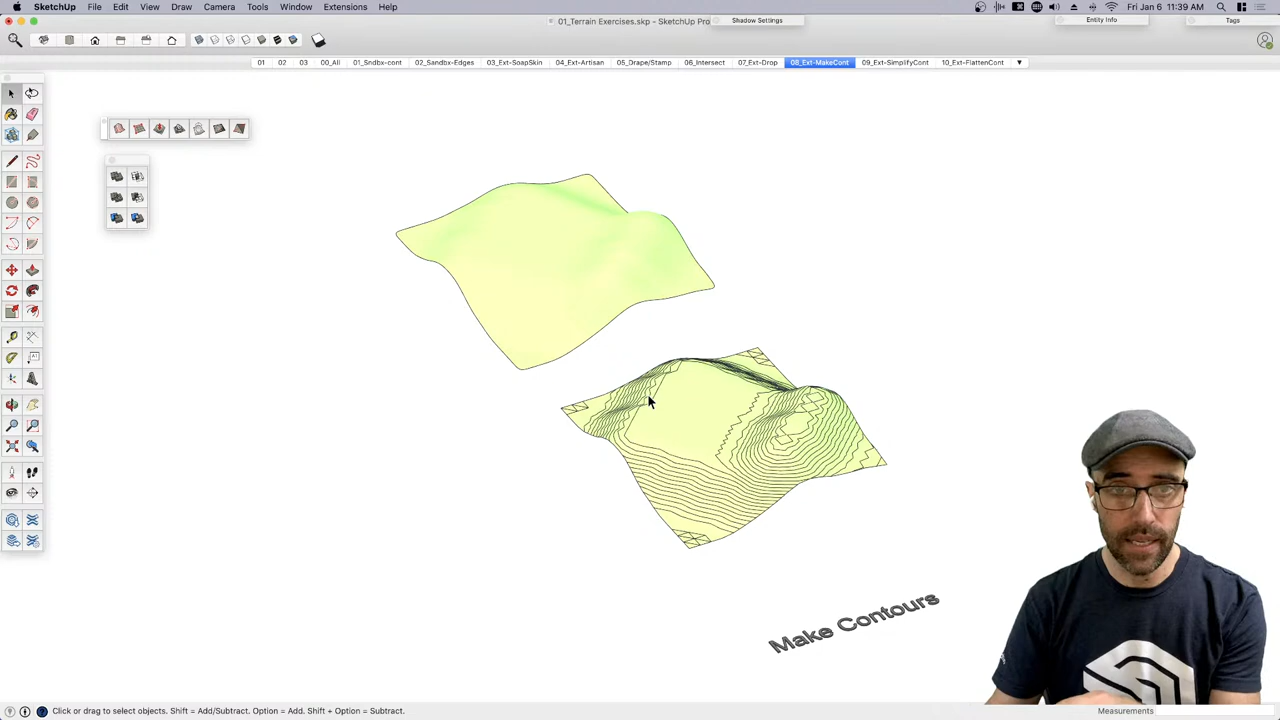 SketchUp File Edit View Draw Camera Tools Window Extensions Help Fri Jan 6 11:39 AM
01_Terrain Exercises.skp - SketchUp Pro
Shadow Settings
Entity Info
Tags
01 02 03 00_All 01_Sndbx-cont 02_Sandbx-Edges 03_Ext-SoapSkin 04_Ext-Artisan 05_Drape/Stamp 06_Intersect 07_Ext-Drop 08_Ext-MakeCont 09_Ext-SimplifyCont 10_Ext-FlattenCont
Make Contours
Click or drag to select objects. Shift = Add/Subtract. Option = Add. Shift + Option = Subtract. Measurements